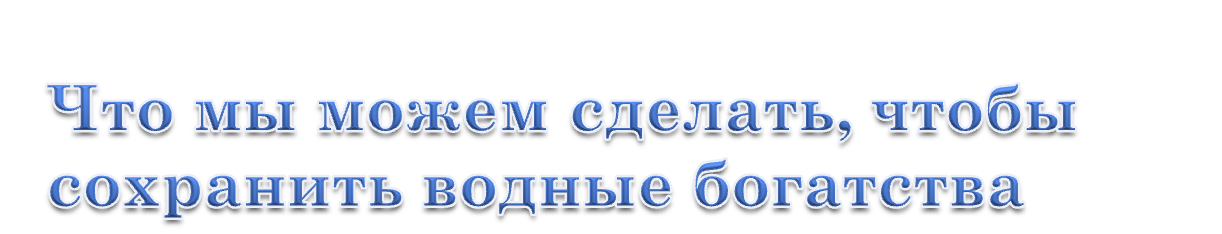 Что мы можем сделать, чтобы
сохранить водные богатства